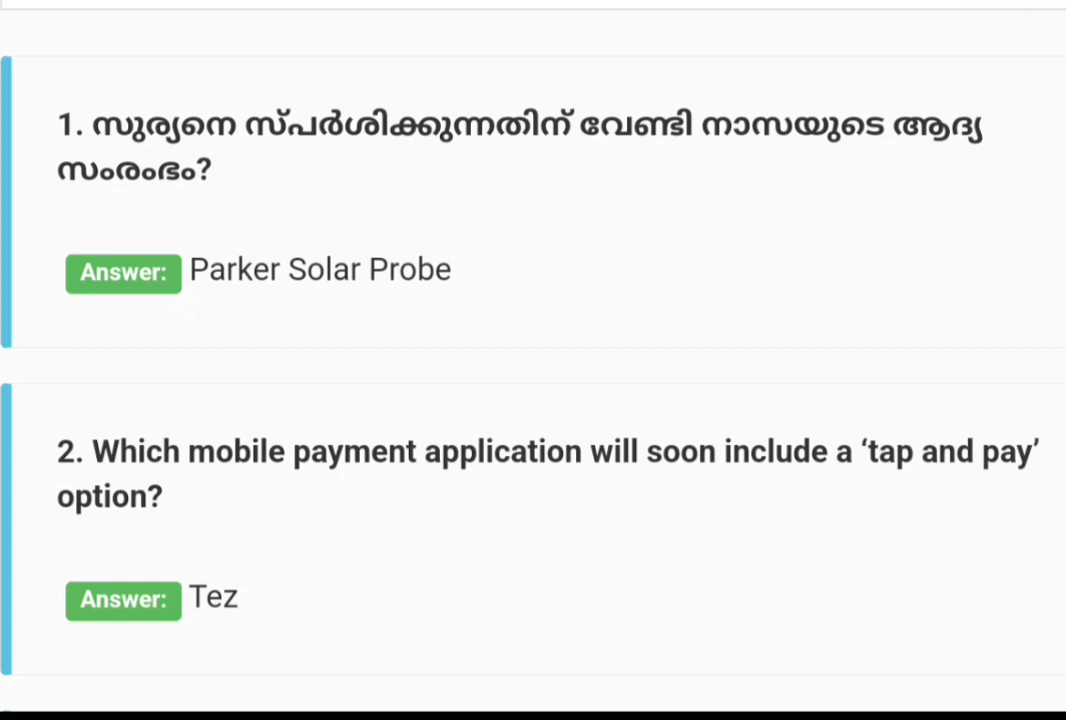 1. സുര്യനെ സ്പർശിക്കുന്നതിന് വേണ്ടി നാസയുടെ ആദ്യ
സംരംഭം?
Answer: Parker Solar Probe
2. Which mobile payment application will soon include a ‘tap and pay’
option?
Answer: Tez